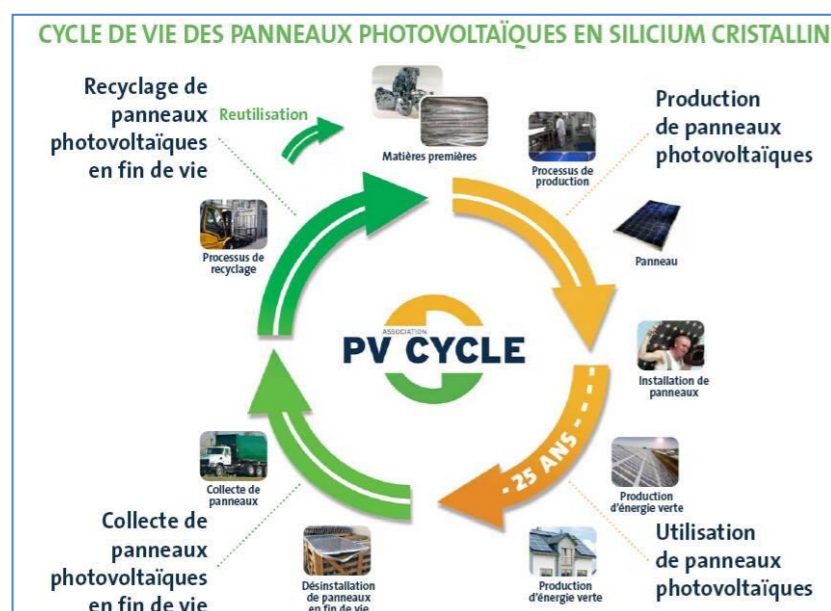 CYCLE DE VIE DES PANNEAUX PHOTOVOLTAÏQUES EN SILICIUM CRISTALLIN
Recyclage de
panneaux
photovoltaïques
en fin de vie
Reutilisation
Matières premières
Processus de
production
Production
de panneaux
photovoltaïques
Panneau
Processus de
recyclage
ASSOCIATION
PV CYCLE
Installation de
panneaux
- 25 ANS -
Production
d'énergie verte
Collecte de
panneaux
Collecte de
panneaux
photovoltaïques
en fin de vie
Désinstallation
de panneaux
en fin de vie
Production
d'énergie verte
Utilisation
de panneaux
photovoltaïques